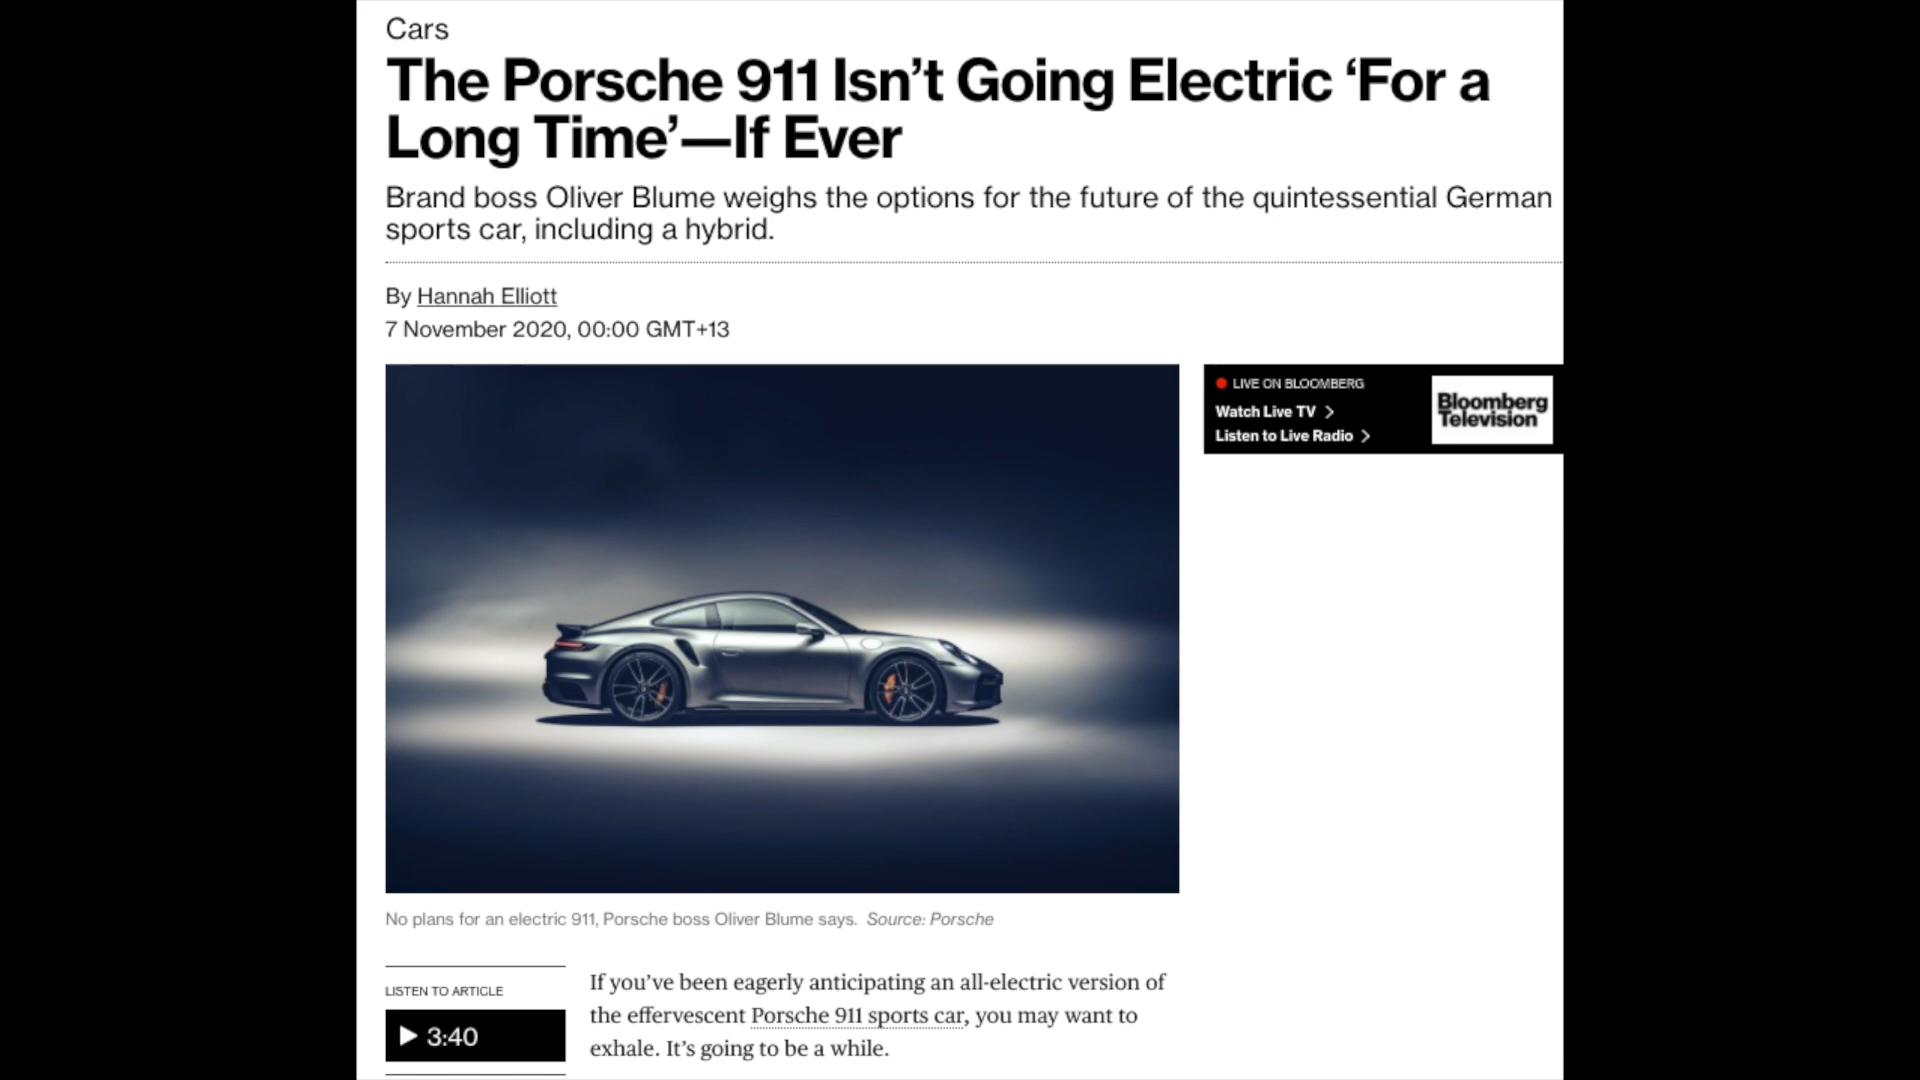 Cars
The Porsche 911 Isn’t Going Electric ‘For a
Long Time’—If Ever
Brand boss Oliver Blume weighs the options for the future of the quintessential German
sports car, including a hybrid.
By Hannah Elliott
7 November 2020, 00:00 GMT+13
LIVE ON BLOOMBERG
Watch Live TV
Listen to Live Radio
Bloomberg
Television
No plans for an electric 911, Porsche boss Oliver Blume says. Source: Porsche
LISTEN TO ARTICLE
3:40
If you’ve been eagerly anticipating an all-electric version of
the effervescent Porsche 911 sports car, you may want to
exhale. It’s going to be a while.